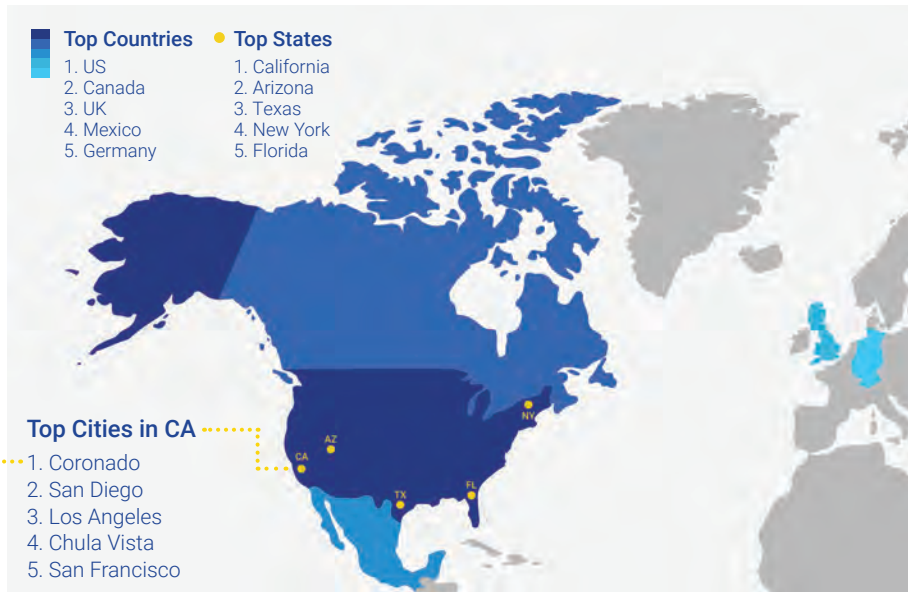 Top Countries
1. US
2. Canada
3. UK
4. Mexico
5. Germany
Top States
1. California
2. Arizona
3. Texas
4. New York
5. Florida
NY
AZ
CA
TX
FL
Top Cities in CA
1. Coronado
2. San Diego
3. Los Angeles
4. Chula Vista
5. San Francisco